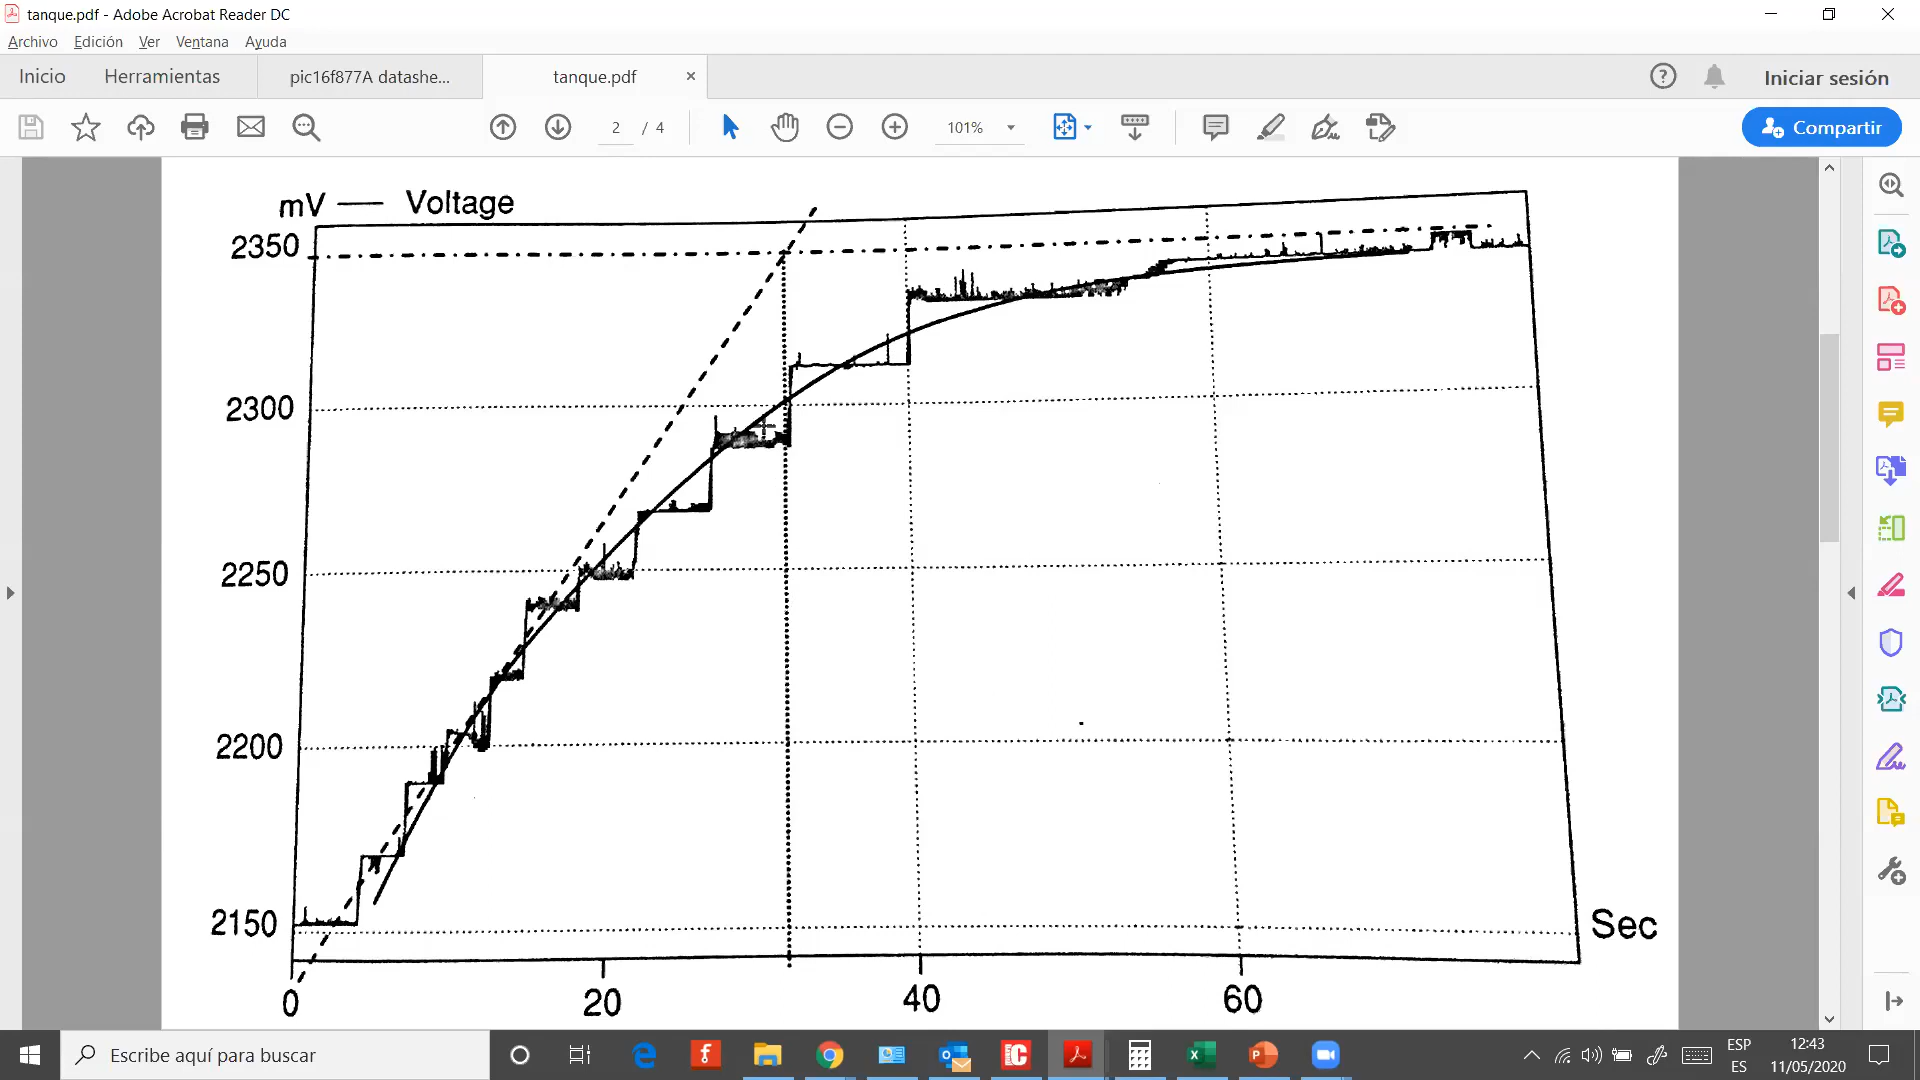 tanque.pdf - Adobe Acrobat Reader DC
Archivo Edición Ver Ventana Ayuda
Inicio Herramientas pic16f877A datashe... tanque.pdf Iniciar sesión
2 / 4 101% Compartir
mV — Voltage
2350
2300
2250
2200
2150
Sec
0 20 40 60
Escribe aquí para buscar
ESP 12:43
ES 11/05/2020